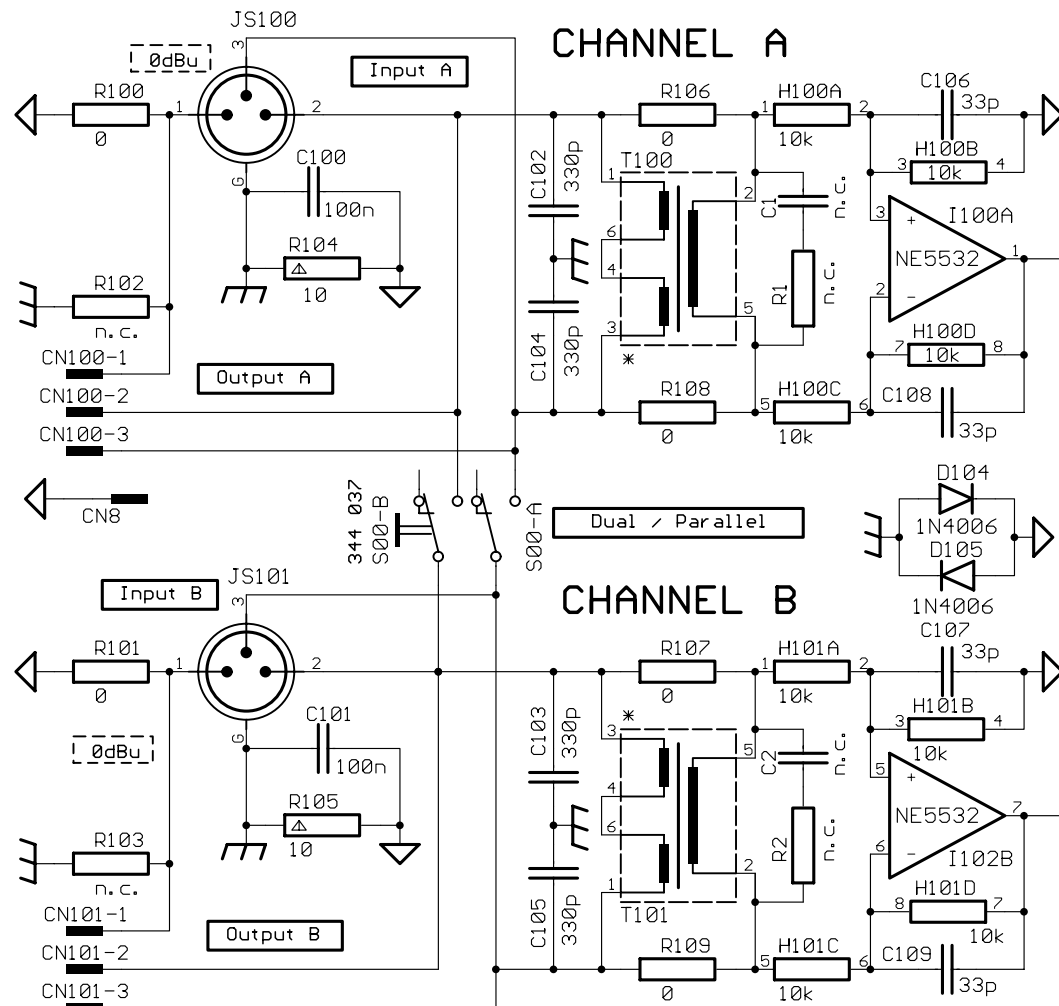 JS100
CHANNEL A
3
0dBu
Input A
R100
1
2
0
R106
0
1
H100A
2
10k
C106
33p
C100
100n
G
R104
10
C102
330p
T100
1
6
4
3
2
5
*
C1
n.c.
R1
n.c.
3
H100B
4
10k
I100A
3
+
NE5532
1
2
−
H100D
7
8
10k
R102
n.c.
CN100-1
Output A
CN100-2
CN100-3
C104
330p
R108
0
5
H100C
6
10k
C108
33p
CN8
344 037
S00-B
S00-A
Dual / Parallel
D104
1N4006
D105
1N4006
JS101
Input B
3
CHANNEL B
R101
1
2
0
R107
0
1
H101A
2
10k
C107
33p
0dBu
C101
100n
G
R105
10
C103
330p
*
3
4
6
1
5
2
T101
C2
n.c.
R2
n.c.
H101B
3
4
10k
5
+
NE5532
7
6
−
I102B
H101D
8
7
10k
R103
n.c.
CN101-1
Output B
CN101-2
CN101-3
C105
330p
R109
0
5
H101C
6
10k
C109
33p